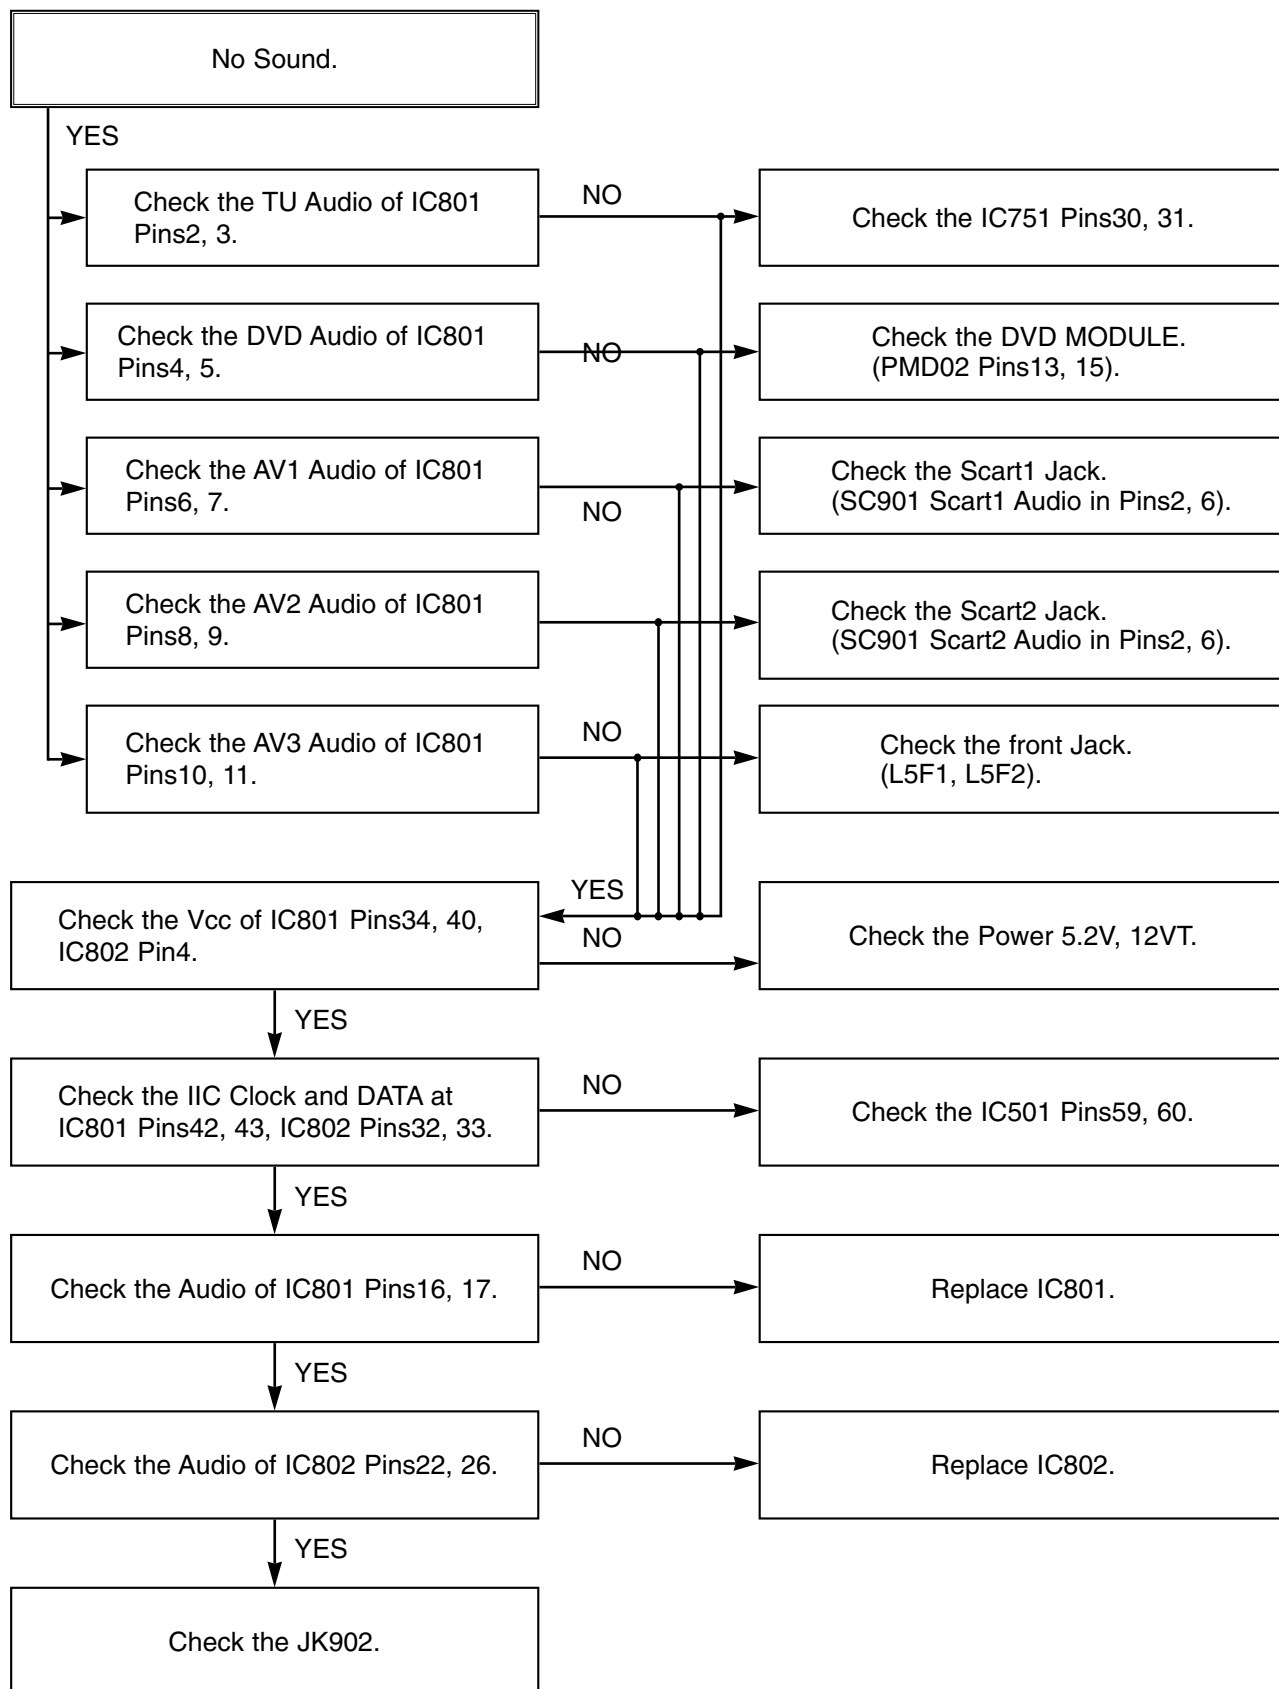 No Sound.
YES
Check the TU Audio of IC801
Pins2, 3.
NO
Check the IC751 Pins30, 31.
Check the DVD Audio of IC801
Pins4, 5.
NO
Check the DVD MODULE.
(PMD02 Pins13, 15).
Check the AV1 Audio of IC801
Pins6, 7.
NO
Check the Scart1 Jack.
(SC901 Scart1 Audio in Pins2, 6).
Check the AV2 Audio of IC801
Pins8, 9.
Check the Scart2 Jack.
(SC901 Scart2 Audio in Pins2, 6).
Check the AV3 Audio of IC801
Pins10, 11.
NO
Check the front Jack.
(L5F1, L5F2).
YES
Check the Vcc of IC801 Pins34, 40,
IC802 Pin4.
NO
Check the Power 5.2V, 12VT.
YES
Check the IIC Clock and DATA at
IC801 Pins42, 43, IC802 Pins32, 33.
NO
Check the IC501 Pins59, 60.
YES
Check the Audio of IC801 Pins16, 17.
NO
Replace IC801.
YES
Check the Audio of IC802 Pins22, 26.
NO
Replace IC802.
YES
Check the JK902.